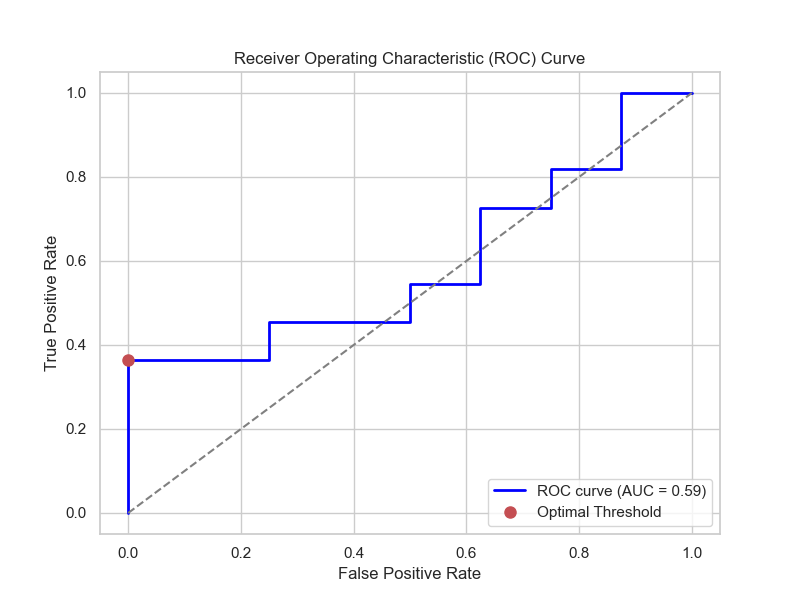 Receiver Operating Characteristic (ROC) Curve
True Positive Rate
1.0
0.8
0.6
0.4
0.2
0.0
ROC curve (AUC = 0.59)
Optimal Threshold
0.0 0.2 0.4 0.6 0.8 1.0
False Positive Rate